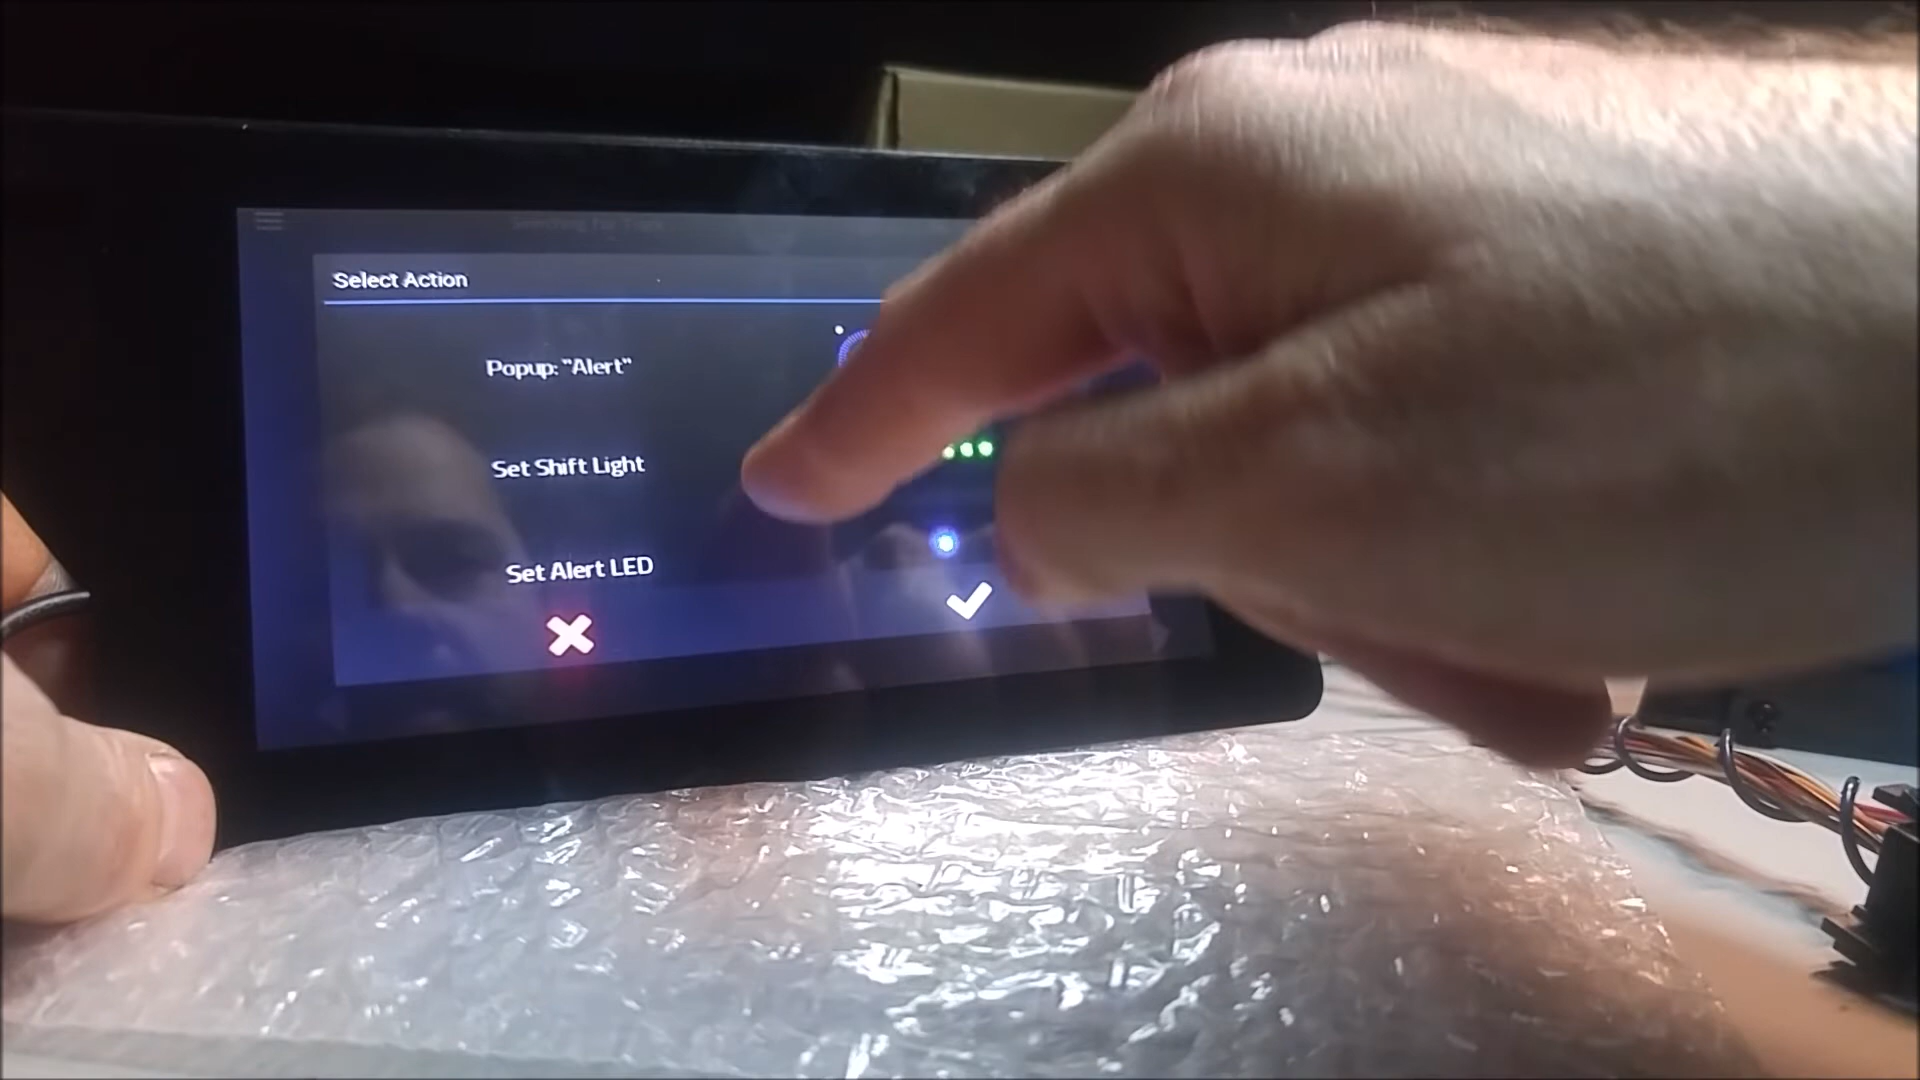 Select Action
Popup: "Alert"
Set Shift Light
Set Alert LED